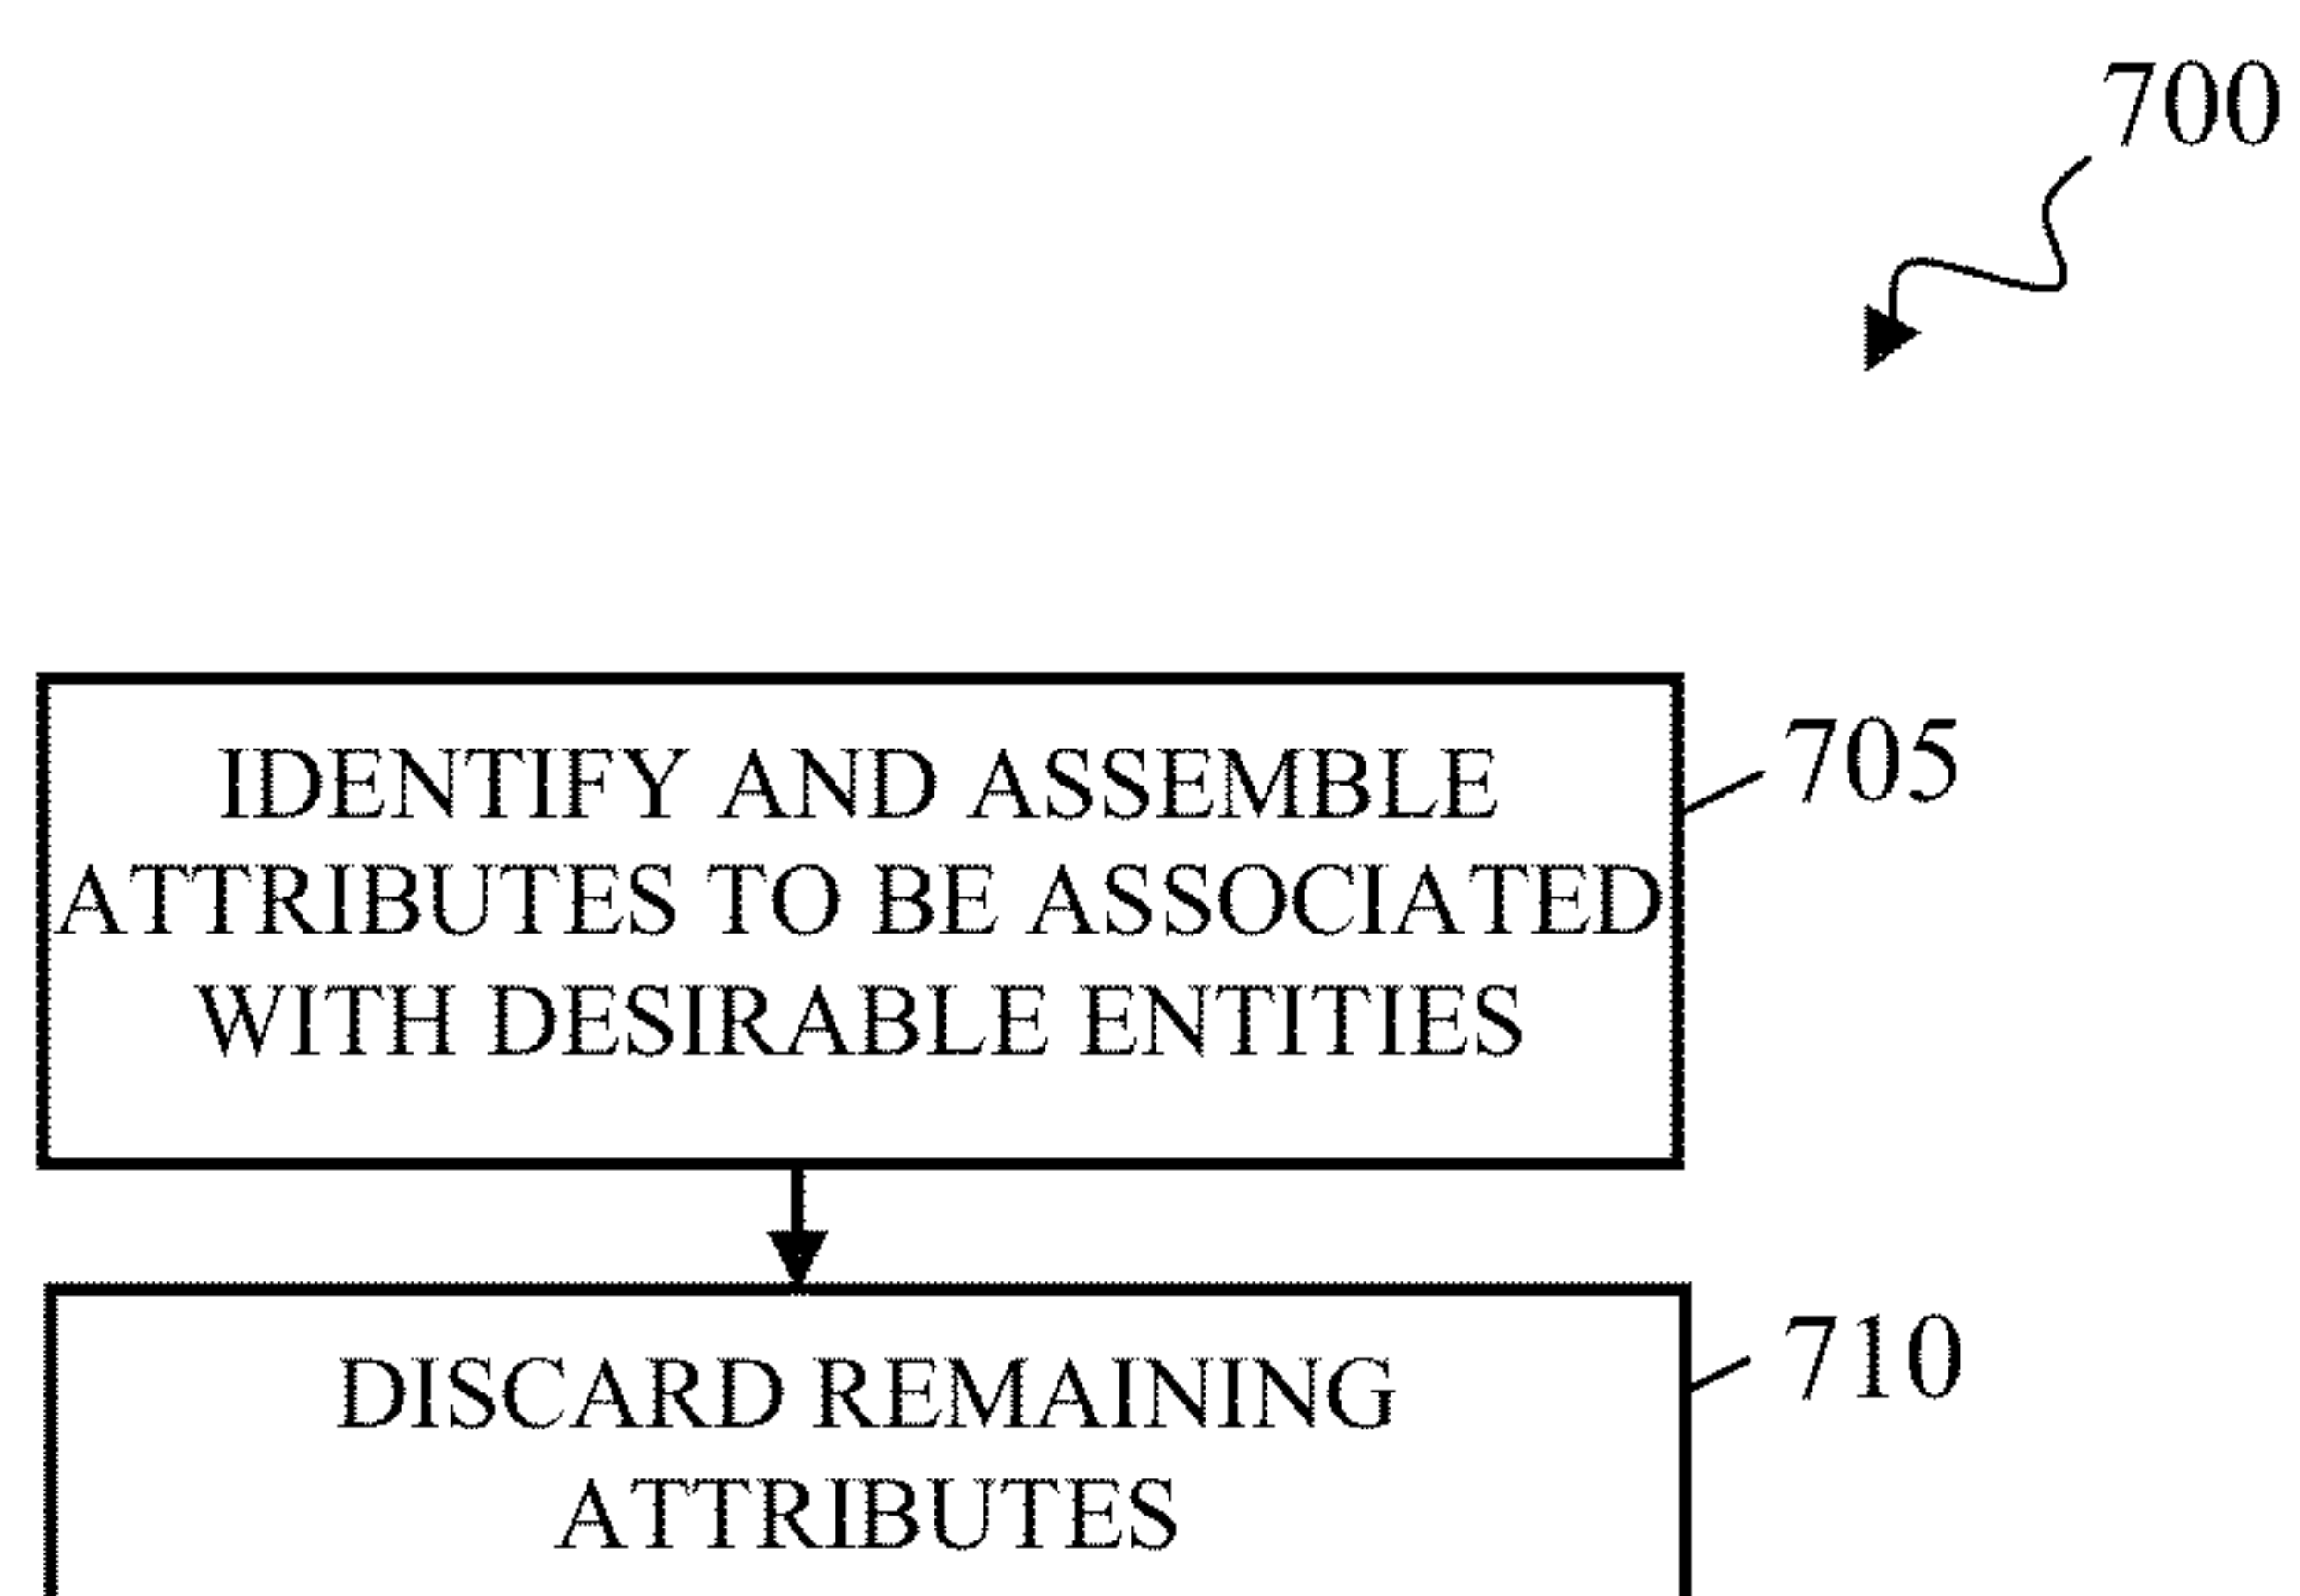 700
IDENTIFY AND ASSEMBLE
ATTRIBUTES TO BE ASSOCIATED
WITH DESIRABLE ENTITIES
705
DISCARD REMAINING
ATTRIBUTES
710